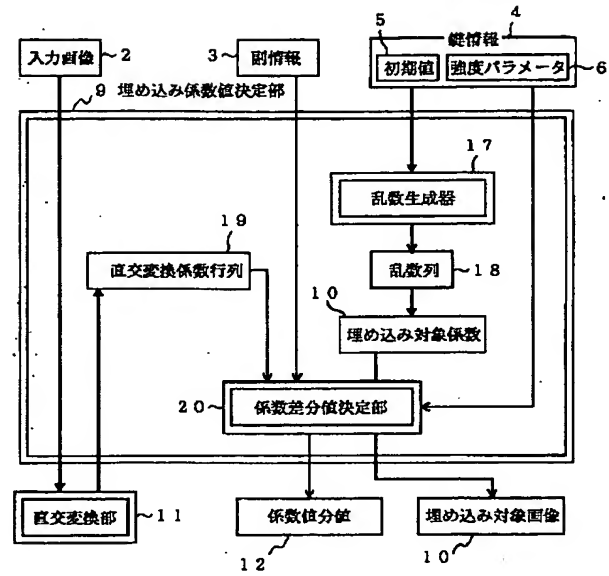 5
4
入力画像
2
3
副情報
鍵情報
初期値
強度パラメータ
6
9 埋め込み係数値決定部
17
乱数生成器
19
直交変換係数行列
乱数列
18
10
埋め込み対象係数
20
係数差分値決定部
直交変換部
11
係数値分値
12
埋め込み対象画像
10